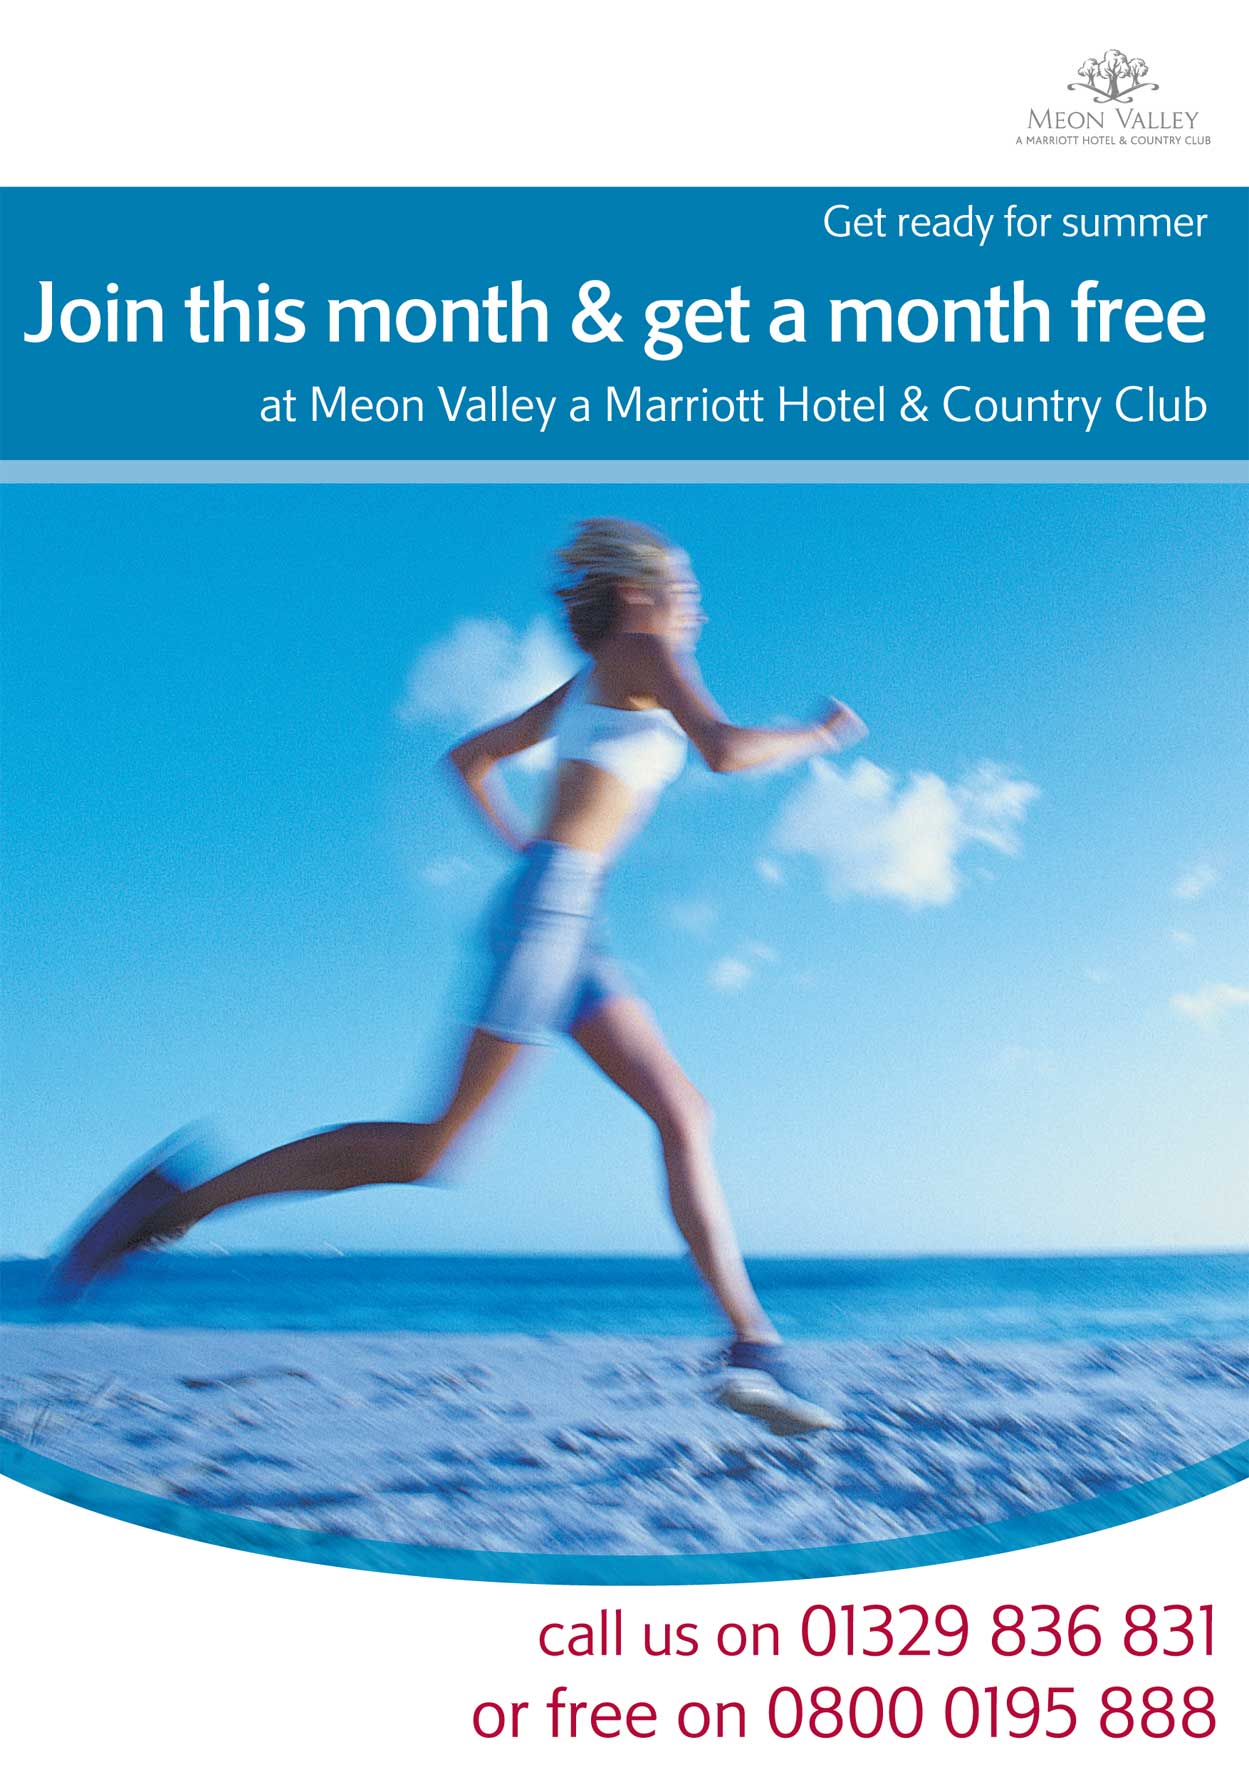 MEON VALLEY
A MARRIOTT HOTEL & COUNTRY CLUB
Get ready for summer
Join this month & get a month free
at Meon Valley a Marriott Hotel & Country Club
call us on 01329 836 831
or free on 0800 0195 888